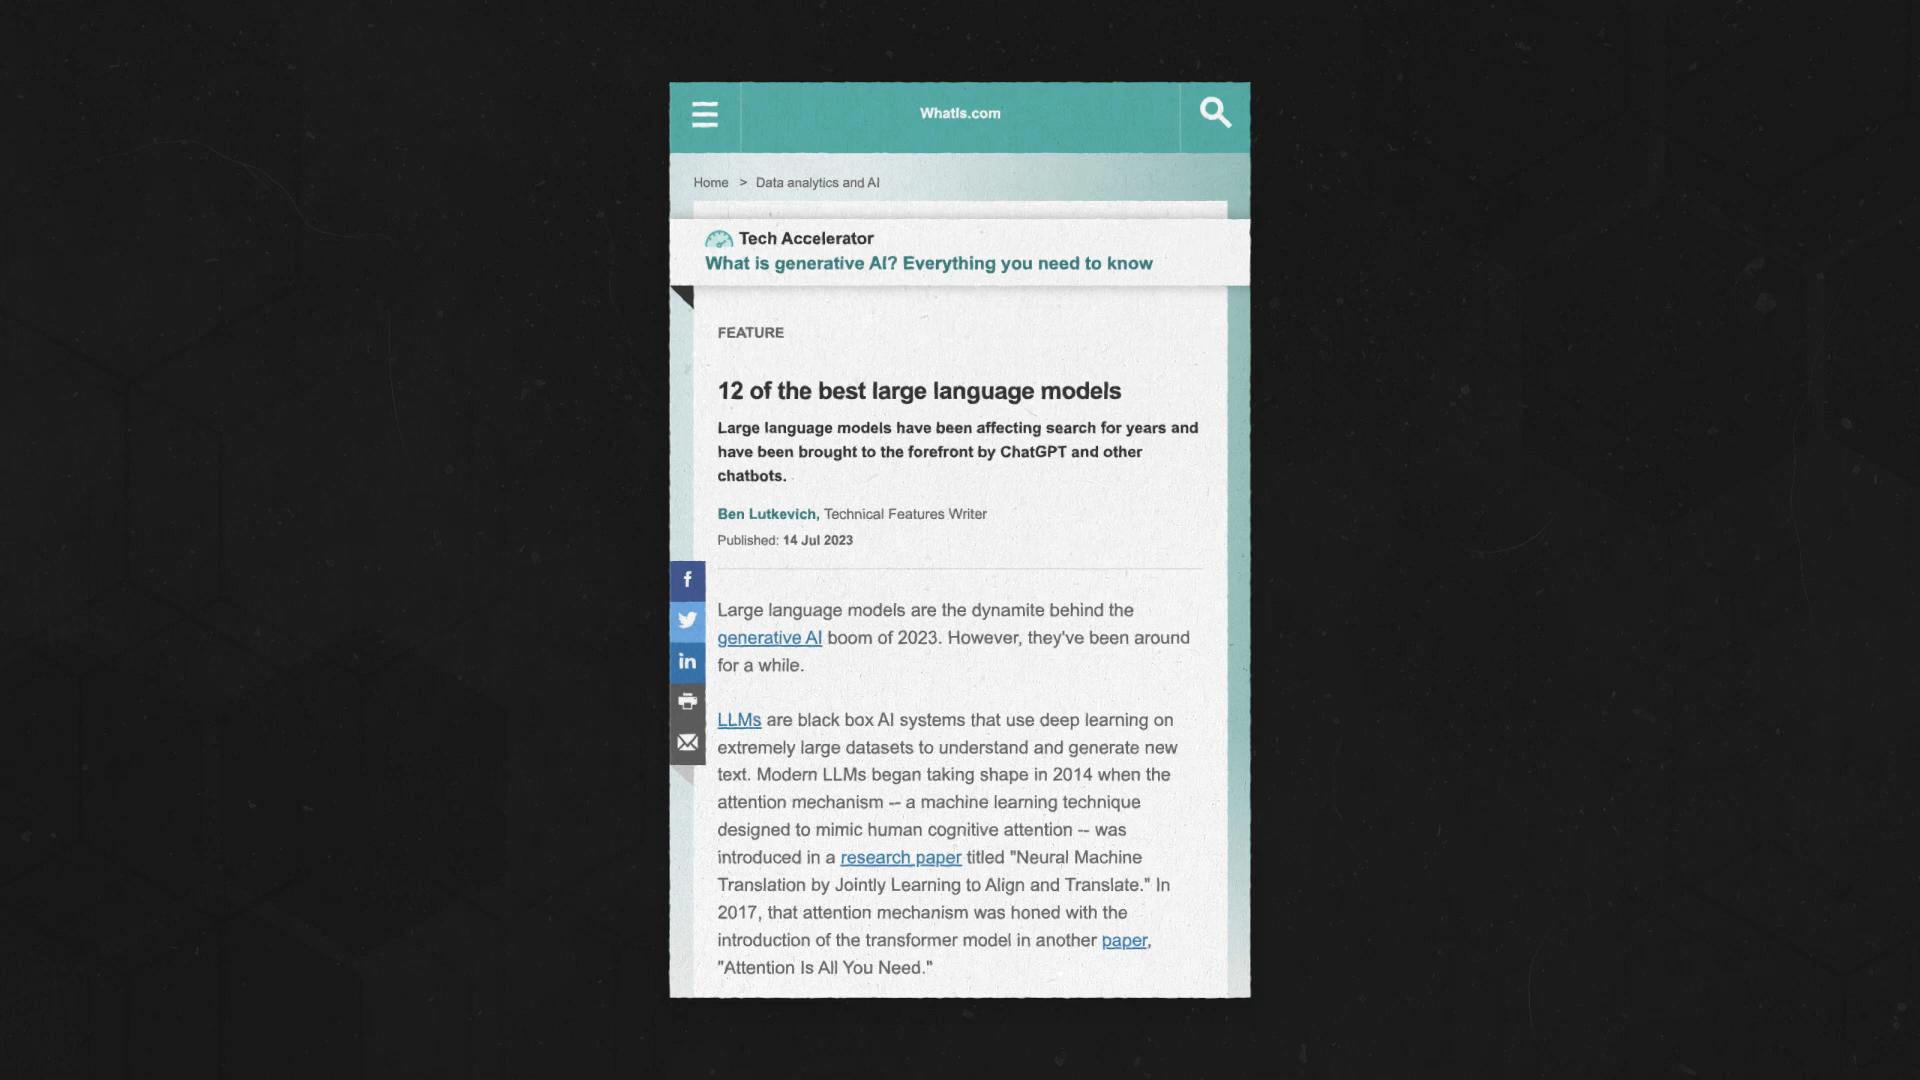 WhatIs.com
Home > Data analytics and AI
Tech Accelerator
What is generative AI? Everything you need to know
FEATURE
12 of the best large language models
Large language models have been affecting search for years and
have been brought to the forefront by ChatGPT and other
chatbots.
Ben Lutkevich, Technical Features Writer
Published: 14 Jul 2023
f
in
Large language models are the dynamite behind the
generative AI boom of 2023. However, they've been around
for a while.
LLMs are black box AI systems that use deep learning on
extremely large datasets to understand and generate new
text. Modern LLMs began taking shape in 2014 when the
attention mechanism -- a machine learning technique
designed to mimic human cognitive attention -- was
introduced in a research paper titled "Neural Machine
Translation by Jointly Learning to Align and Translate." In
2017, that attention mechanism was honed with the
introduction of the transformer model in another paper,
"Attention Is All You Need."